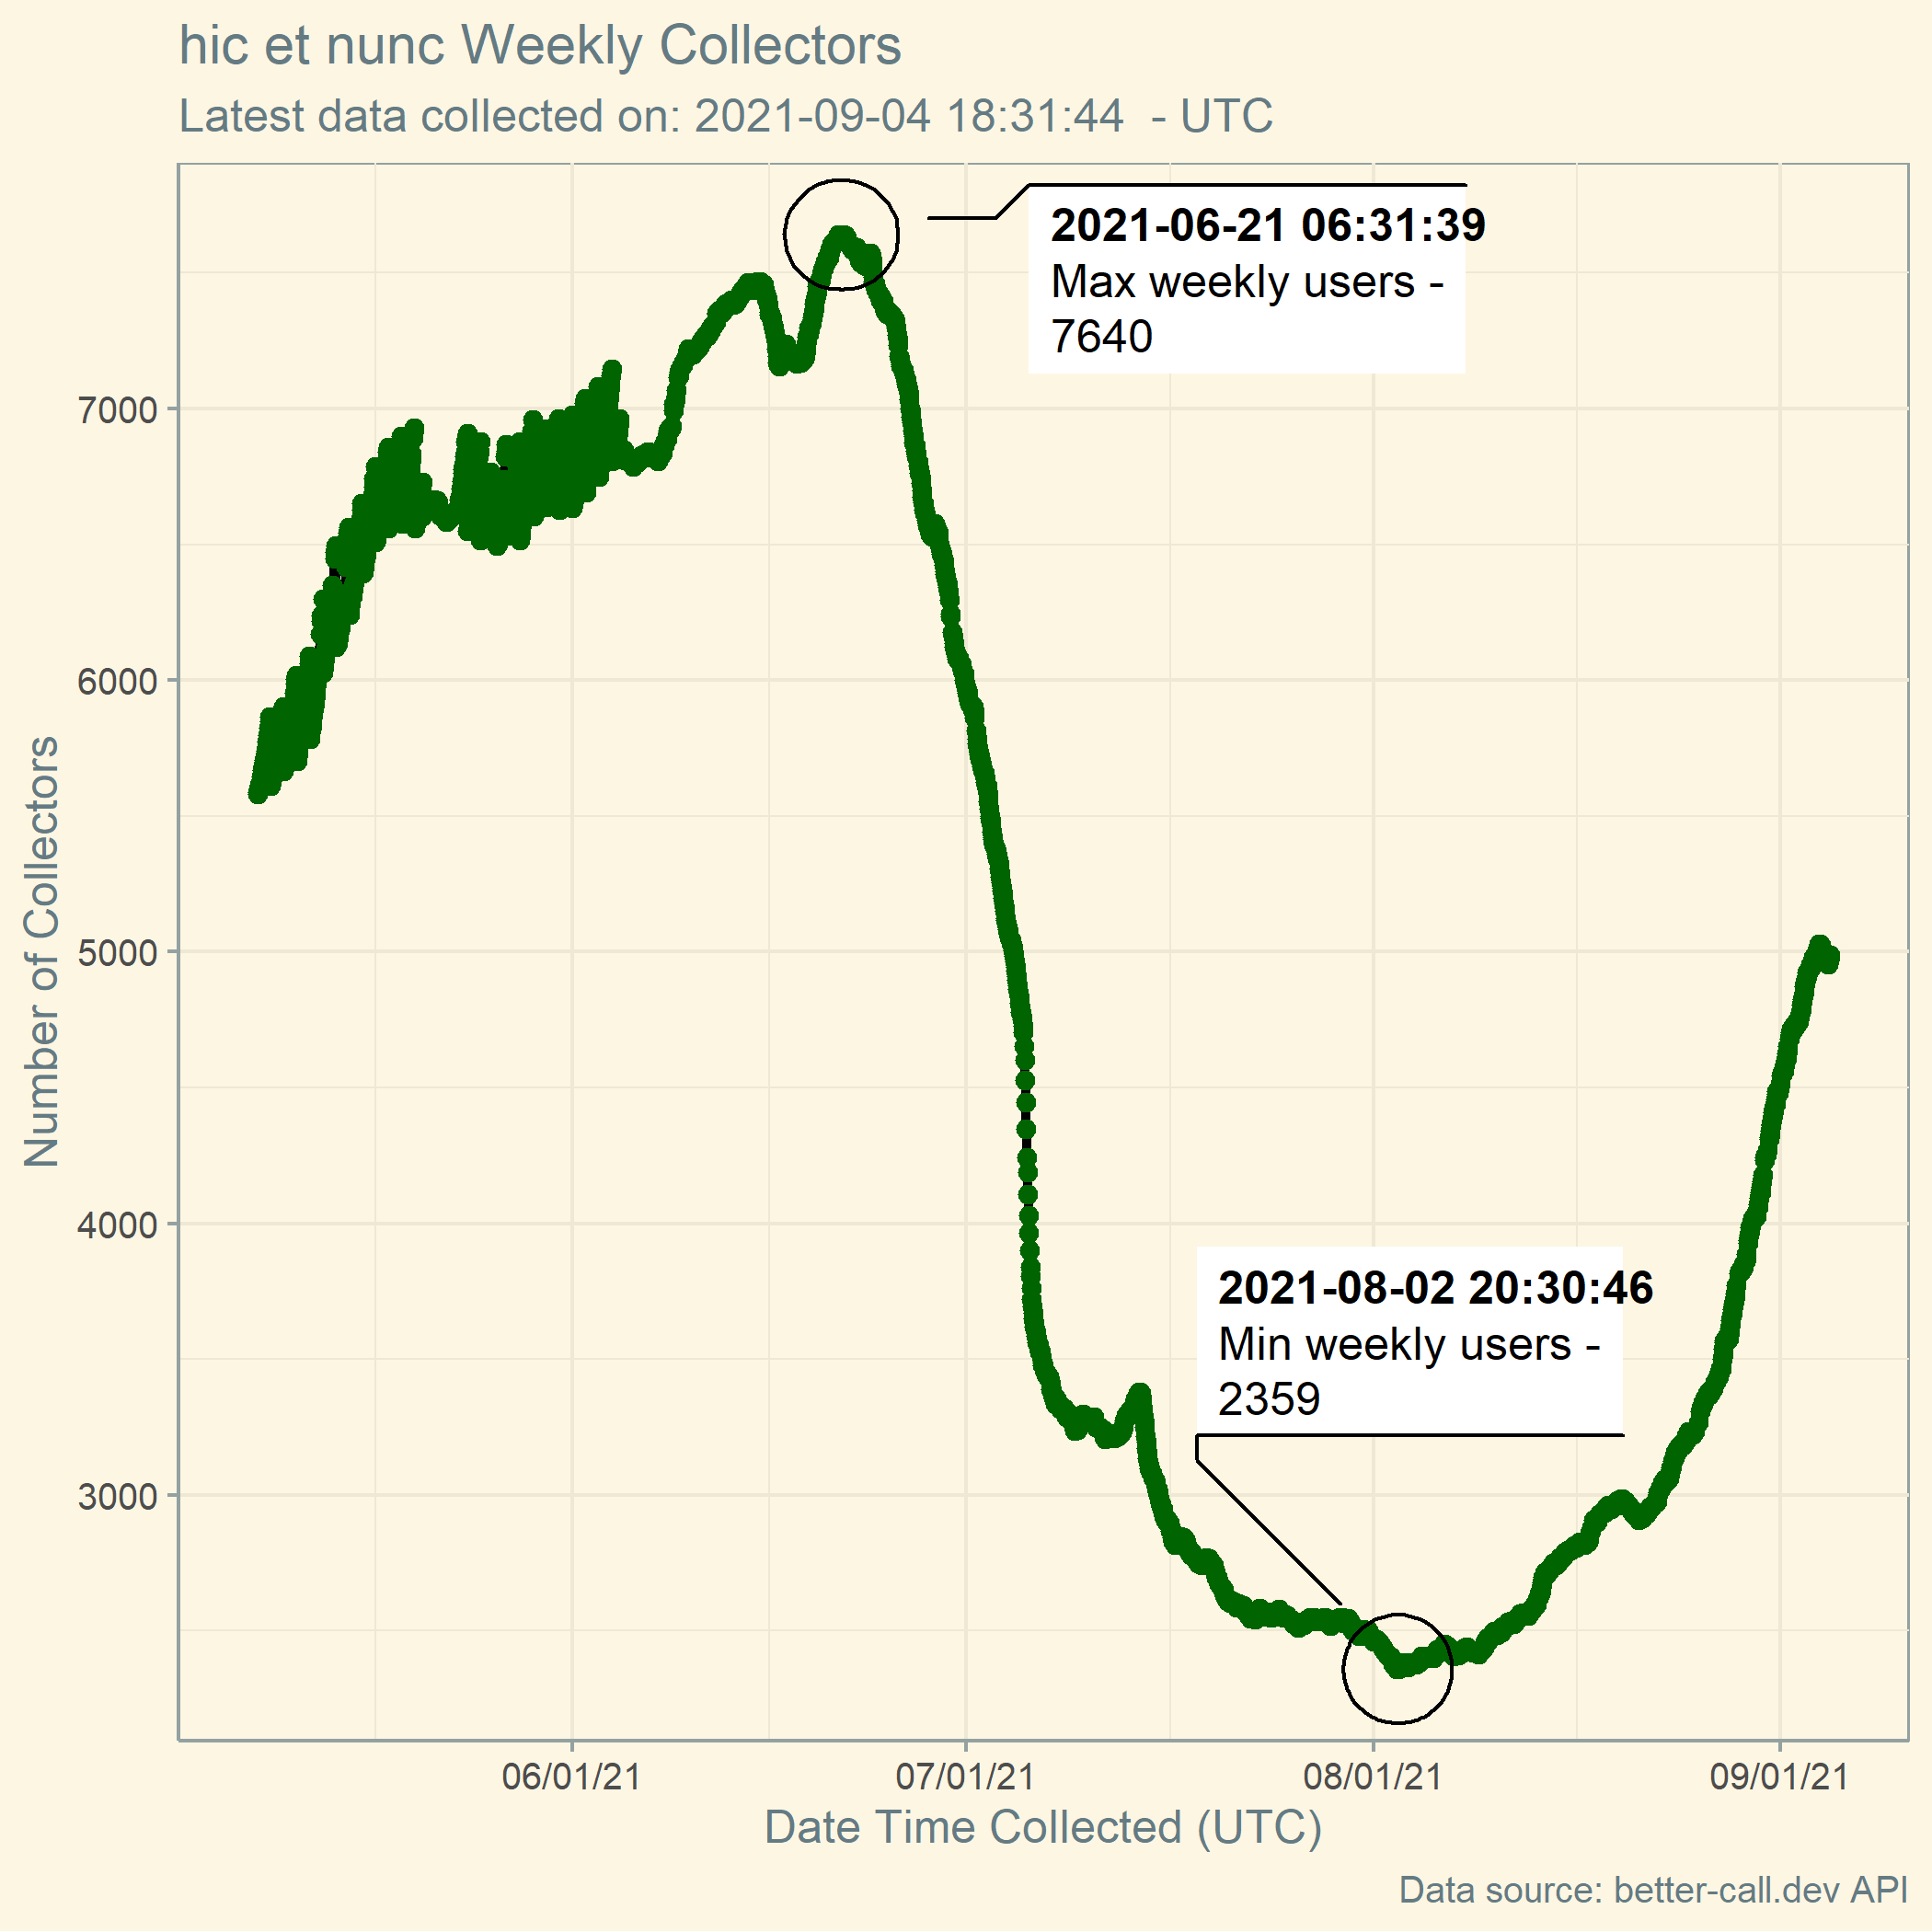 hic et nunc Weekly Collectors
Latest data collected on: 2021-09-04 18:31:44  - UTC
2021-06-21 06:31:39
Max weekly users -
7640
7000
6000
5000
4000
3000
Number of Collectors
2021-08-02 20:30:46
Min weekly users -
2359
06/01/21
07/01/21
08/01/21
09/01/21
Date Time Collected (UTC)
Data source: better-call.dev API